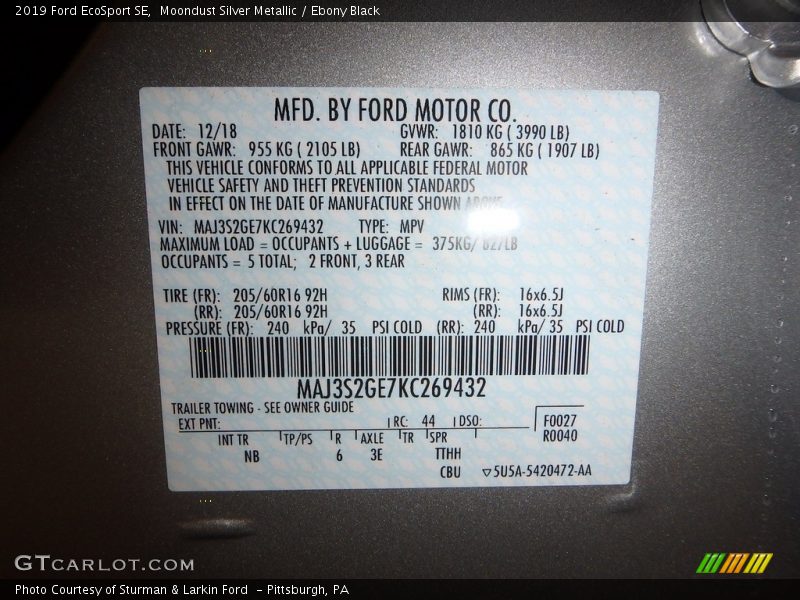 2019 Ford EcoSport SE, Moondust Silver Metallic / Ebony Black
MFD. BY FORD MOTOR CO.
DATE: 12/18 GVWR: 1810 KG ( 3990 LB)
FRONT GAWR: 955 KG ( 2105 LB) REAR GAWR: 865 KG ( 1907 LB)
THIS VEHICLE CONFORMS TO ALL APPLICABLE FEDERAL MOTOR
VEHICLE SAFETY AND THEFT PREVENTION STANDARDS
IN EFFECT ON THE DATE OF MANUFACTURE SHOWN ABOVE.
VIN: MAJ3S2GE7KC269432 TYPE: MPV
MAXIMUM LOAD = OCCUPANTS + LUGGAGE = 375KG/ 827LB
OCCUPANTS = 5 TOTAL; 2 FRONT, 3 REAR
TIRE (FR): 205/60R16 92H RIMS (FR): 16x6.5J
(RR): 205/60R16 92H (RR): 16x6.5J
PRESSURE (FR): 240 kPa/ 35 PSI COLD (RR): 240 kPa/ 35 PSI COLD
MAJ3S2GE7KC269432
TRAILER TOWING - SEE OWNER GUIDE
EXT PNT: RC: 44 DSO: F0027
R0040
INT TR TP/PS R AXLE TR SPR
NB 6 3E TTHH
CBU ▽5U5A-5420472-AA
GTCARLOT.COM
Photo Courtesy of Sturman & Larkin Ford - Pittsburgh, PA